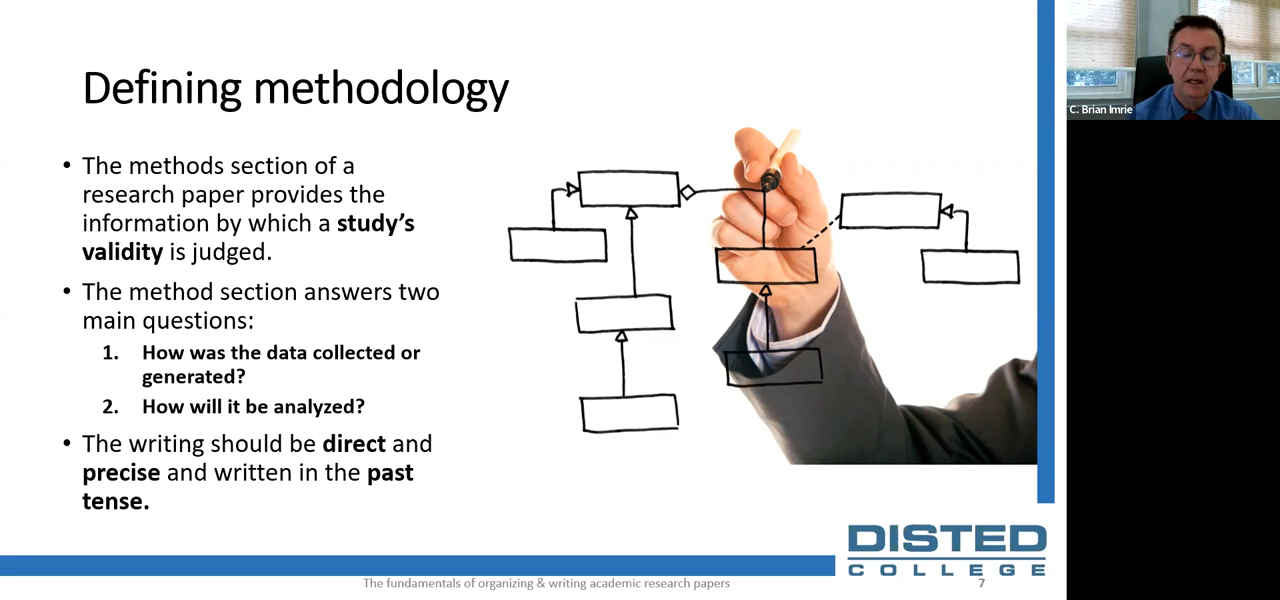 Defining methodology
• The methods section of a
research paper provides the
information by which a study's
validity is judged.
• The method section answers two
main questions:
1. How was the data collected or
generated?
2. How will it be analyzed?
• The writing should be direct and
precise and written in the past
tense.
DISTED
COLLEGE
The fundamentals of organizing & writing academic research papers
7
C. Brian Imrie